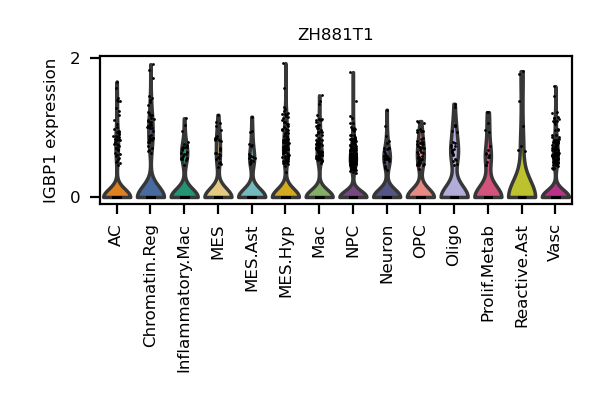 ZH881T1
IGBP1 expression
2
0
AC
Chromatin.Reg
Inflammatory.Mac
MES
MES.Ast
MES.Hyp
Mac
NPC
Neuron
OPC
Oligo
Prolif.Metab
Reactive.Ast
Vasc